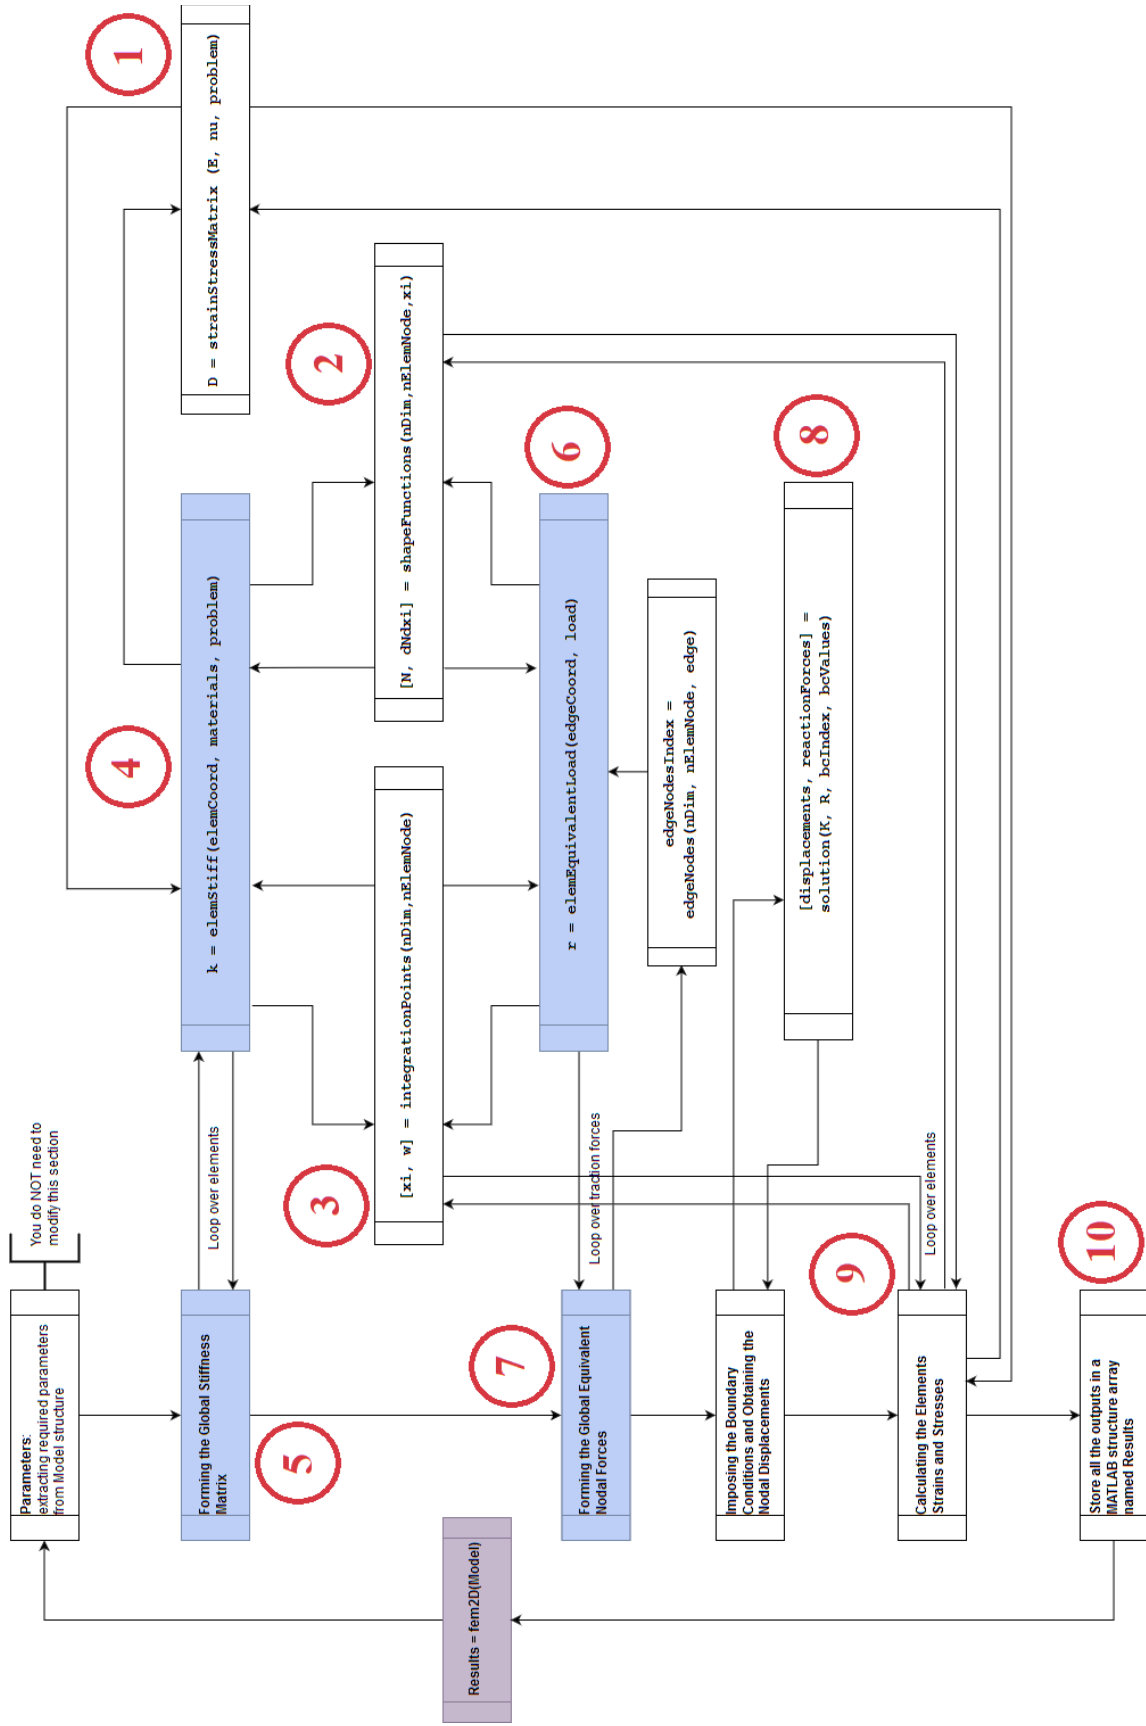 Results = fem2D(Model)
Parameters:
extracting required parameters
from Model structure
You do NOT need to
modify this section
Forming the Global Stiffness
Matrix
5
Loop over elements
4
k = elemStiff(elemCoord, materials, problem)
1
D = strainStressMatrix (E, nu, problem)
3
[xi, w] = integrationPoints(nDim,nElemNode)
2
[N, dNdxi] = shapeFunctions(nDim,nElemNode,xi)
7
Forming the Global Equivalent
Nodal Forces
Loop over traction forces
6
r = elemEquivalentLoad(edgeCoord, load)
edgeNodesIndex =
edgeNodes(nDim, nElemNode, edge)
Imposing the Boundary
Conditions and Obtaining the
Nodal Displacements
8
[displacements, reactionForces] =
solution(K, R, bcIndex, bcValues)
9
Calculating the Elements
Strains and Stresses
Loop over elements
10
Store all the outputs in a
MATLAB structure array
named Results